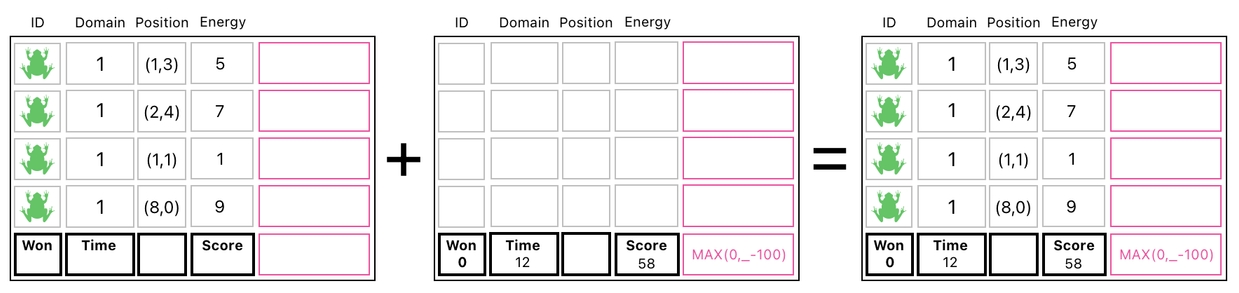 ID Domain Position Energy
1 (1,3) 5
1 (2,4) 7
1 (1,1) 1
1 (8,0) 9
Won Time Score
+
ID Domain Position Energy
Won Time Score
0 12 58 MAX(0,_-100)
=
ID Domain Position Energy
1 (1,3) 5
1 (2,4) 7
1 (1,1) 1
1 (8,0) 9
Won Time Score
0 12 58 MAX(0,_-100)